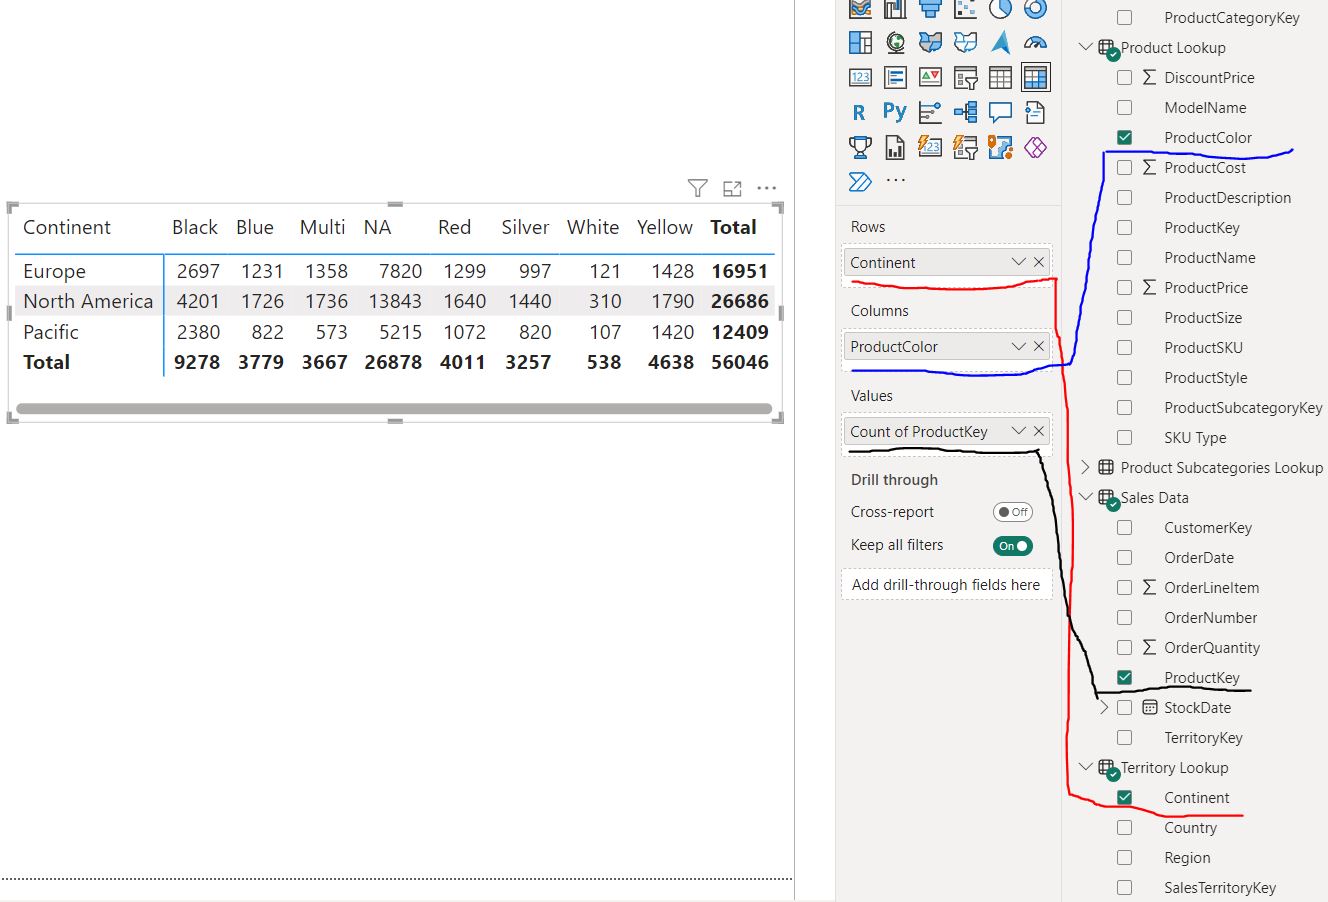 Continent Black Blue Multi NA Red Silver White Yellow Total
Europe 2697 1231 1358 7820 1299 997 121 1428 16951
North America 4201 1726 1736 13843 1640 1440 310 1790 26686
Pacific 2380 822 573 5215 1072 820 107 1420 12409
Total 9278 3779 3667 26878 4011 3257 538 4638 56046
123
R Py
123
Rows
Continent
Columns
ProductColor
Values
Count of ProductKey
Drill through
Cross-report Off
Keep all filters On
Add drill-through fields here
ProductCategoryKey
Product Lookup
DiscountPrice
ModelName
ProductColor
ProductCost
ProductDescription
ProductKey
ProductName
ProductPrice
ProductSize
ProductSKU
ProductStyle
ProductSubcategoryKey
SKU Type
Product Subcategories Lookup
Sales Data
CustomerKey
OrderDate
OrderLineItem
OrderNumber
OrderQuantity
ProductKey
StockDate
TerritoryKey
Territory Lookup
Continent
Country
Region
SalesTerritoryKey